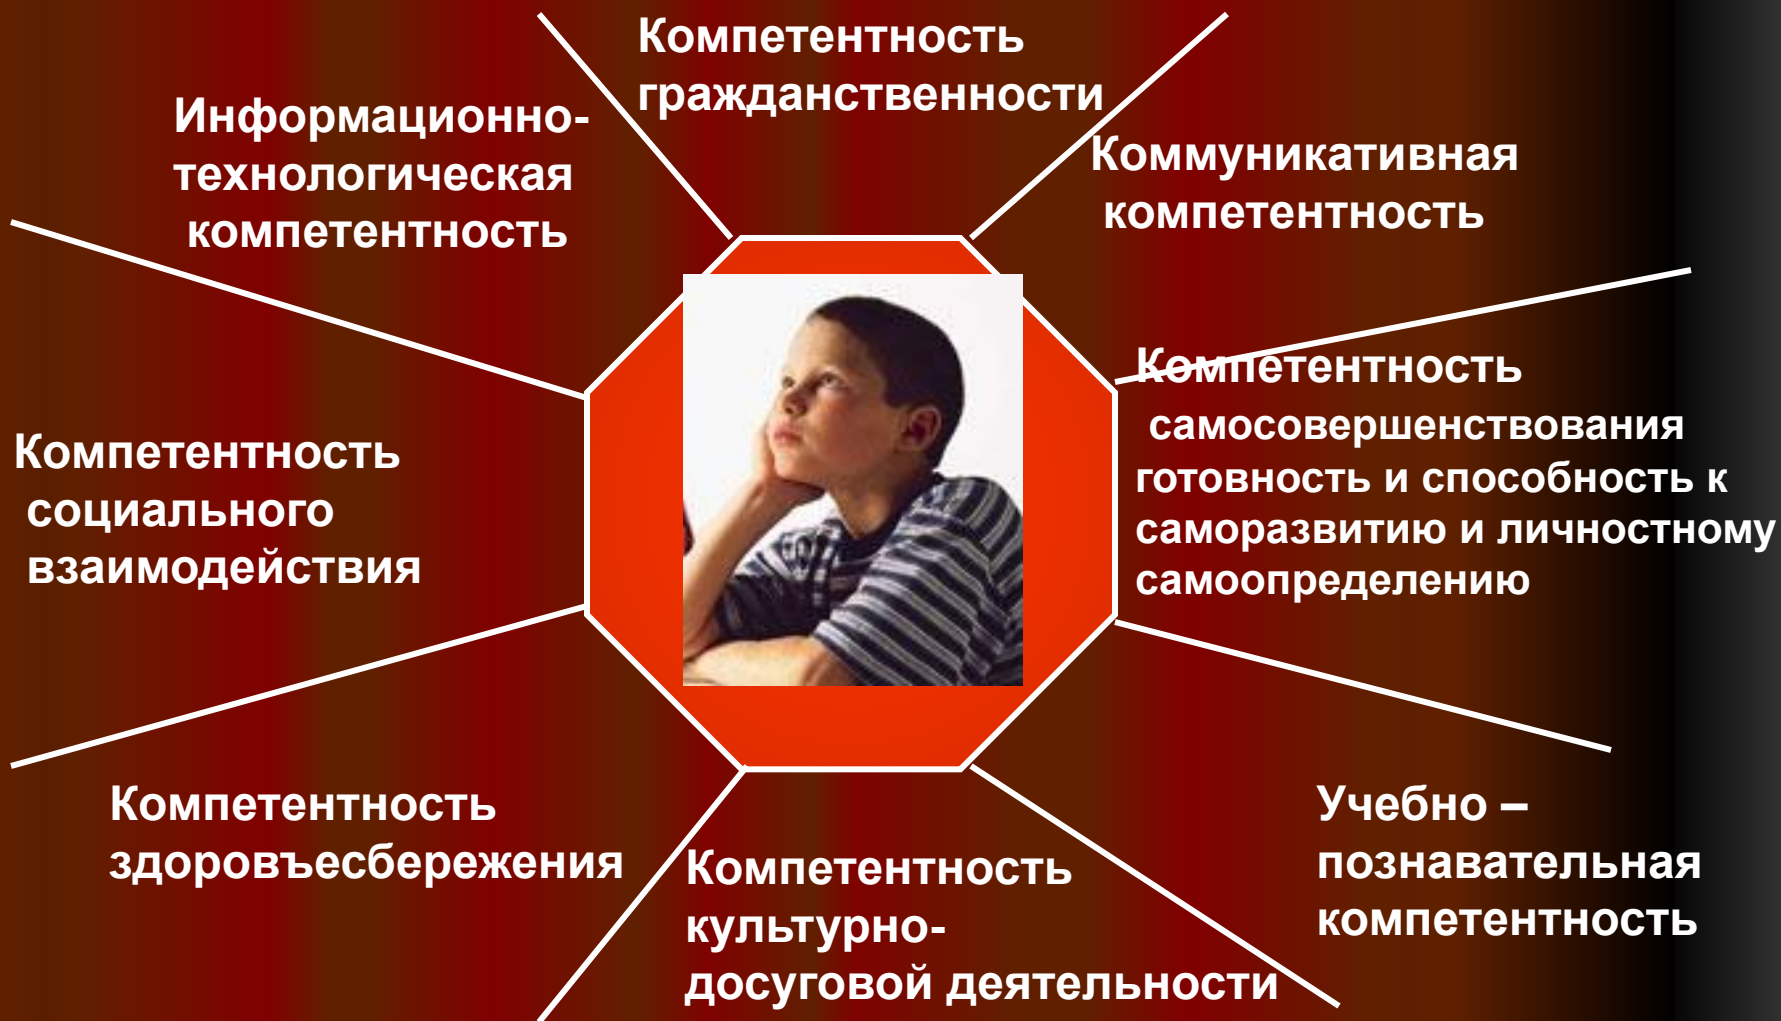 Компетентность
гражданственности
Информационно-
технологическая
компетентность
Коммуникативная
компетентность
Компетентность
самосовершенствования
готовность и способность к
саморазвитию и личностному
самоопределению
Компетентность
социального
взаимодействия
Компетентность
здоровъесбережения
Компетентность
культурно-
досуговой деятельности
Учебно –
познавательная
компетентность